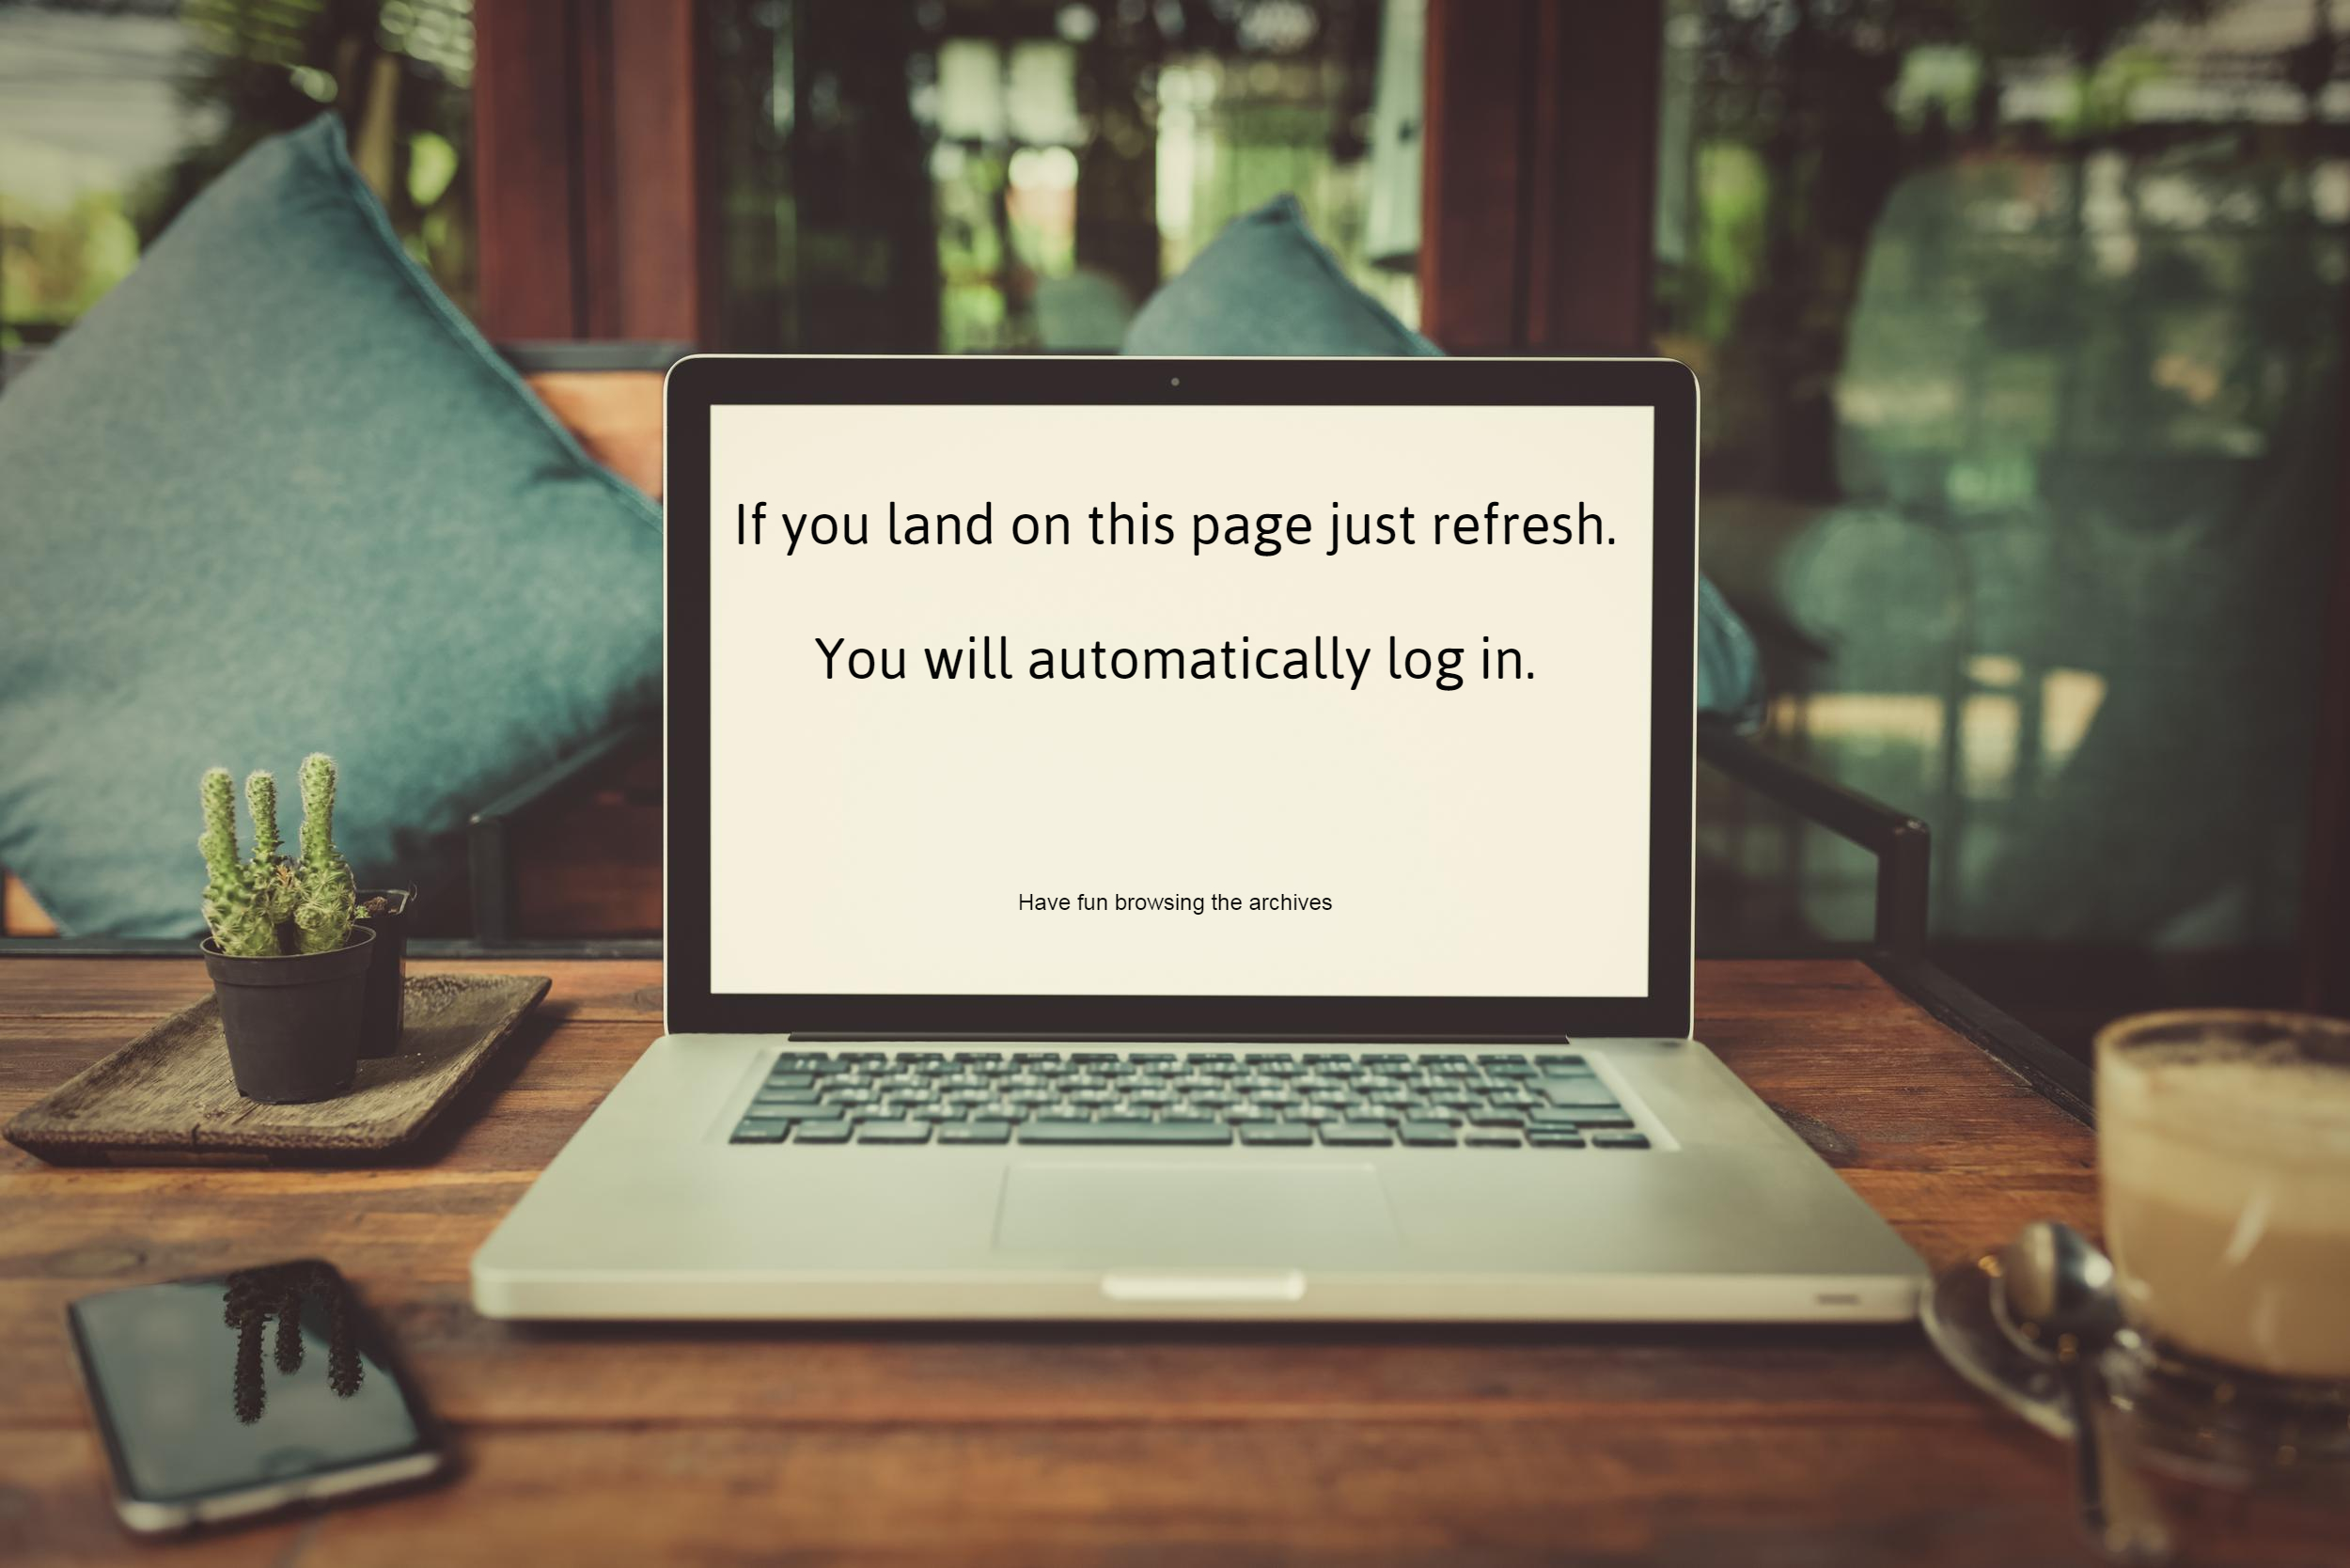 If you land on this page just refresh.
You will automatically log in.
Have fun browsing the archives